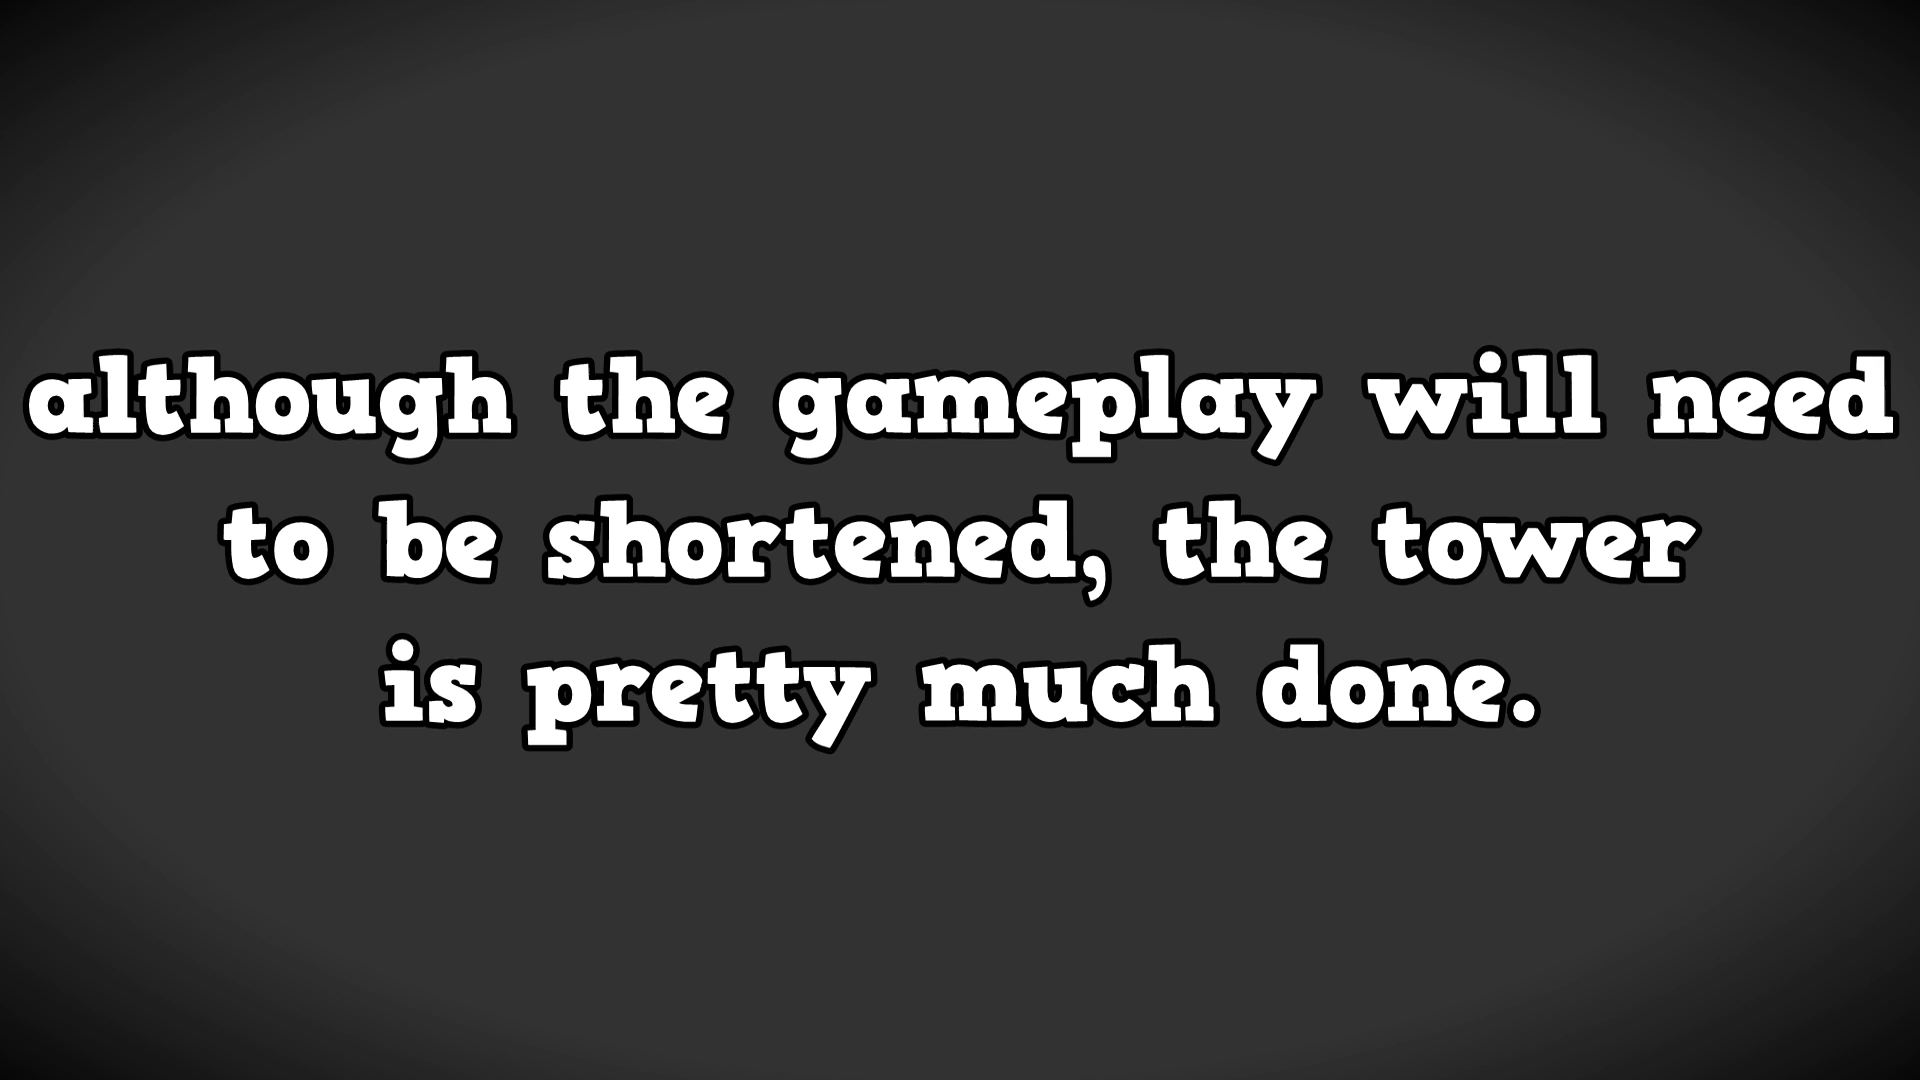 although the gameplay will need
to be shortened, the tower
is pretty much done.